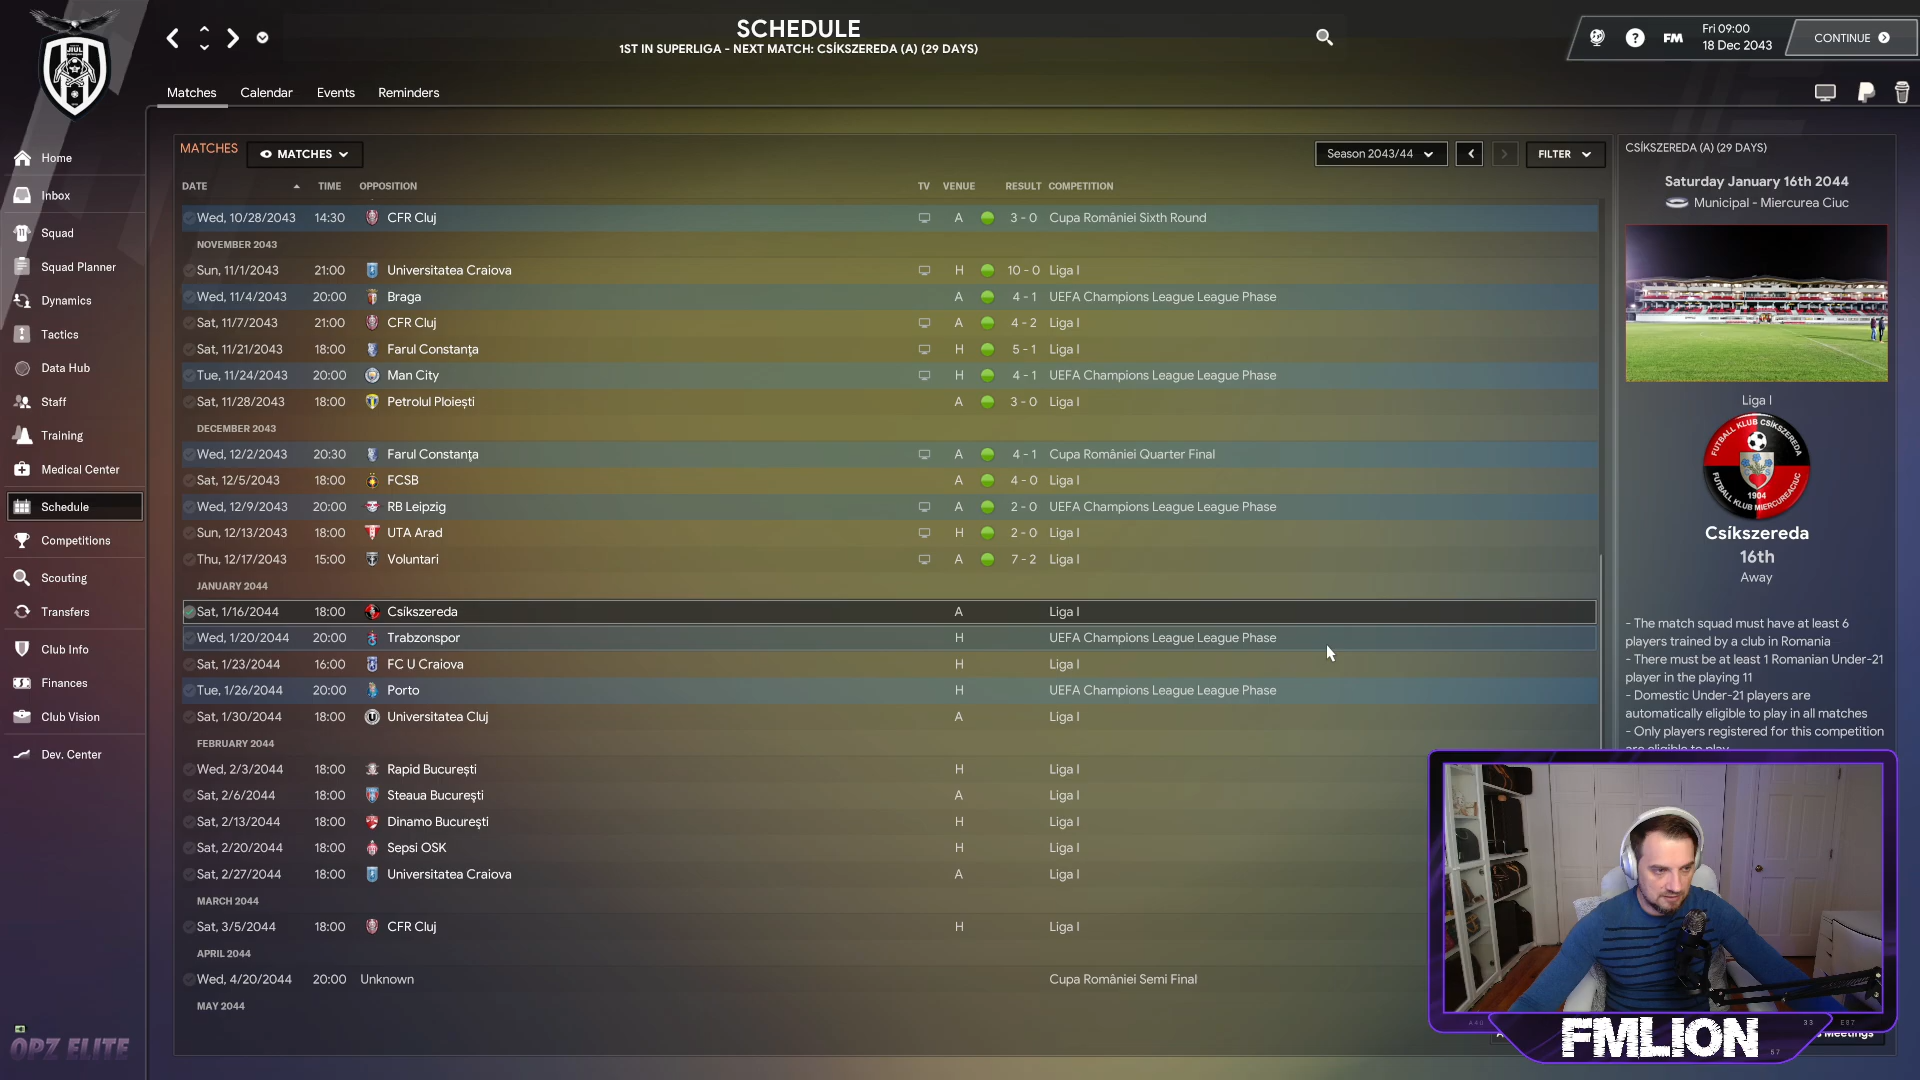 SCHEDULE
1ST IN SUPERLIGA - NEXT MATCH: CSÍKSZEREDA (A) (29 DAYS)
FM
Fri 09:00
18 Dec 2043
CONTINUE
JIUL
Matches
Calendar
Events
Reminders
Home
Inbox
Squad
Squad Planner
Dynamics
Tactics
Data Hub
Staff
Training
Medical Center
Schedule
Competitions
Scouting
Transfers
Club Info
Finances
Club Vision
Dev. Center
OPZ ELITE
MATCHES
MATCHES
Season 2043/44
FILTER
DATE TIME OPPOSITION TV VENUE RESULT COMPETITION
Wed, 10/28/2043 14:30 CFR Cluj A 3 - 0 Cupa României Sixth Round
NOVEMBER 2043
Sun, 11/1/2043 21:00 Universitatea Craiova H 10 - 0 Liga I
Wed, 11/4/2043 20:00 Braga A 4 - 1 UEFA Champions League League Phase
Sat, 11/7/2043 21:00 CFR Cluj A 4 - 2 Liga I
Sat, 11/21/2043 18:00 Farul Constanța H 5 - 1 Liga I
Tue, 11/24/2043 20:00 Man City H 4 - 1 UEFA Champions League League Phase
Sat, 11/28/2043 18:00 Petrolul Ploiești A 3 - 0 Liga I
DECEMBER 2043
Wed, 12/2/2043 20:30 Farul Constanța A 4 - 1 Cupa României Quarter Final
Sat, 12/5/2043 18:00 FCSB A 4 - 0 Liga I
Wed, 12/9/2043 20:00 RB Leipzig A 2 - 0 UEFA Champions League League Phase
Sun, 12/13/2043 18:00 UTA Arad H 2 - 0 Liga I
Thu, 12/17/2043 15:00 Voluntari A 7 - 2 Liga I
JANUARY 2044
Sat, 1/16/2044 18:00 Csíkszereda A Liga I
Wed, 1/20/2044 20:00 Trabzonspor H UEFA Champions League League Phase
Sat, 1/23/2044 16:00 FC U Craiova H Liga I
Tue, 1/26/2044 20:00 Porto H UEFA Champions League League Phase
Sat, 1/30/2044 18:00 Universitatea Cluj A Liga I
FEBRUARY 2044
Wed, 2/3/2044 18:00 Rapid București H Liga I
Sat, 2/6/2044 18:00 Steaua București A Liga I
Sat, 2/13/2044 18:00 Dinamo București H Liga I
Sat, 2/20/2044 18:00 Sepsi OSK H Liga I
Sat, 2/27/2044 18:00 Universitatea Craiova A Liga I
MARCH 2044
Sat, 3/5/2044 18:00 CFR Cluj H Liga I
APRIL 2044
Wed, 4/20/2044 20:00 Unknown Cupa României Semi Final
MAY 2044
CSÍKSZEREDA (A) (29 DAYS)
Saturday January 16th 2044
Municipal - Miercurea Ciuc
Liga I
FUTBALL KLUB CSÍKSZEREDA
1904
FUTBALL KLUB MIERCUREACIUC
Csíkszereda
16th
Away
- The match squad must have at least 6
players trained by a club in Romania
- There must be at least 1 Romanian Under-21
player in the playing 11
- Domestic Under-21 players are
automatically eligible to play in all matches
- Only players registered for this competition
are eligible to play
Meetings
FMLION